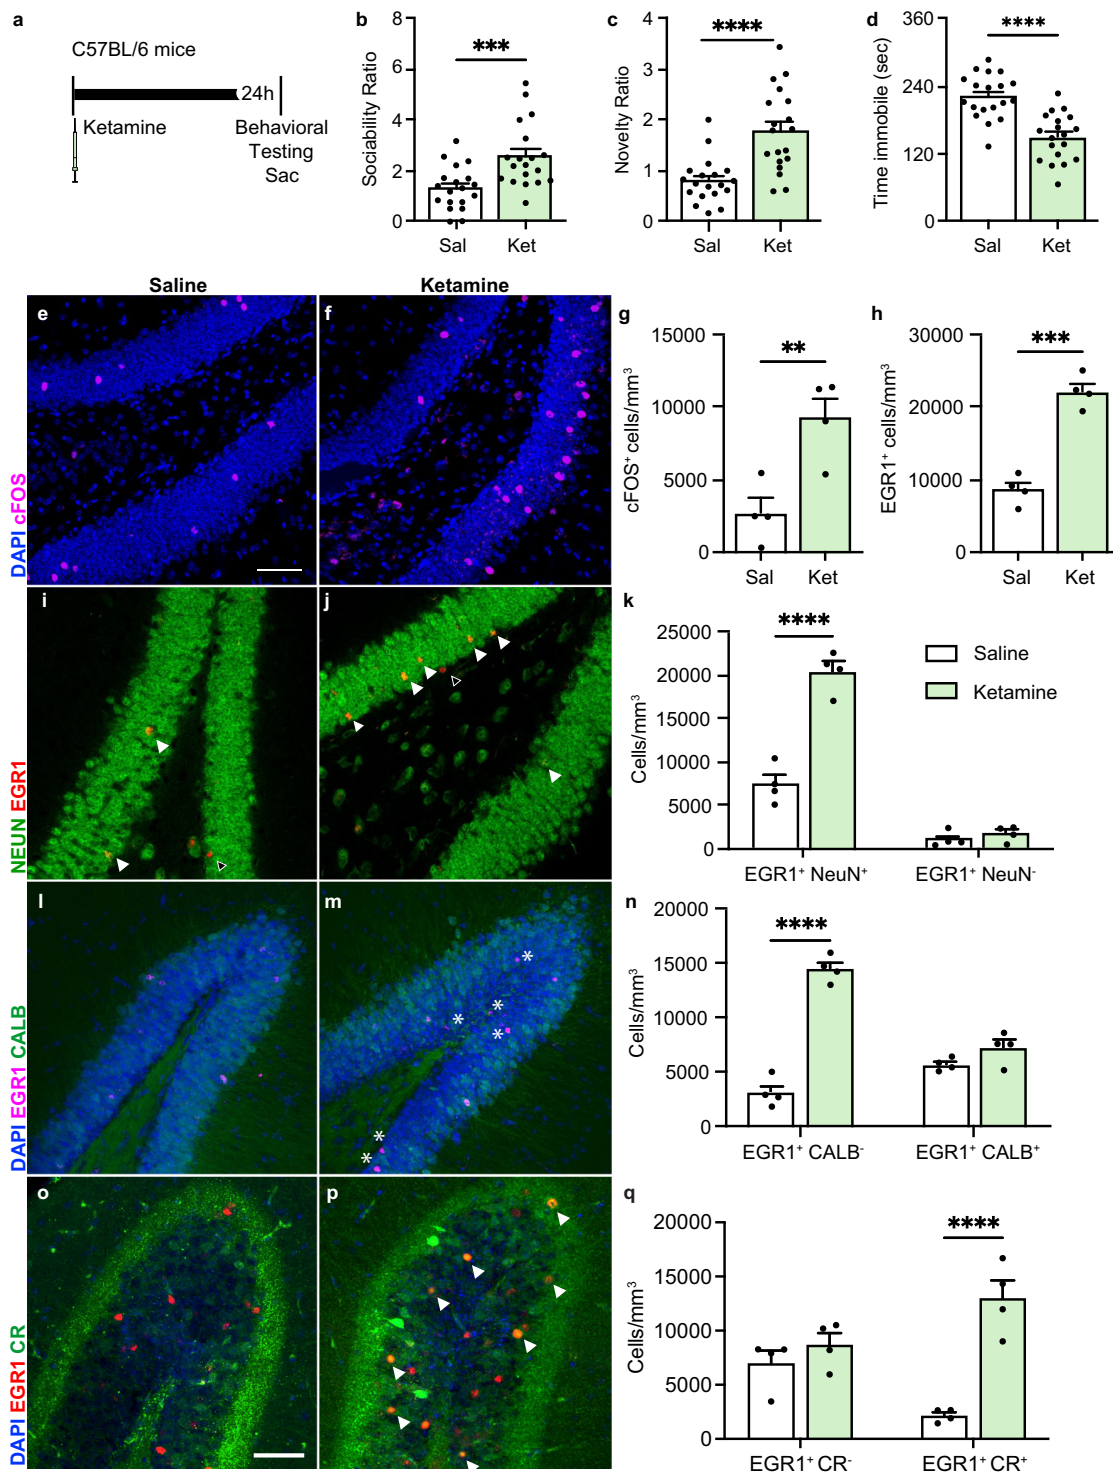 a
C57BL/6 mice
24h
Ketamine
Behavioral
Testing
Sac
b
Sociability Ratio
8
6
4
2
0
***
Sal
Ket
c
Novelty Ratio
4
3
2
1
0
****
Sal
Ket
d
Time immobile (sec)
360
240
120
0
****
Sal
Ket
Saline
Ketamine
DAPI cFOS
e
f
g
cFOS⁺ cells/mm³
15000
10000
5000
0
**
Sal
Ket
h
EGR1⁺ cells/mm³
30000
20000
10000
0
***
Sal
Ket
NEUN EGR1
i
j
k
Cells/mm³
25000
20000
15000
10000
5000
0
****
EGR1⁺ NeuN⁺
EGR1⁺ NeuN⁻
Saline
Ketamine
DAPI EGR1 CALB
l
m
*
*
*
*
*
*
n
Cells/mm³
20000
15000
10000
5000
0
****
EGR1⁺ CALB⁻
EGR1⁺ CALB⁺
DAPI EGR1 CR
o
p
q
Cells/mm³
20000
15000
10000
5000
0
****
EGR1⁺ CR⁻
EGR1⁺ CR⁺